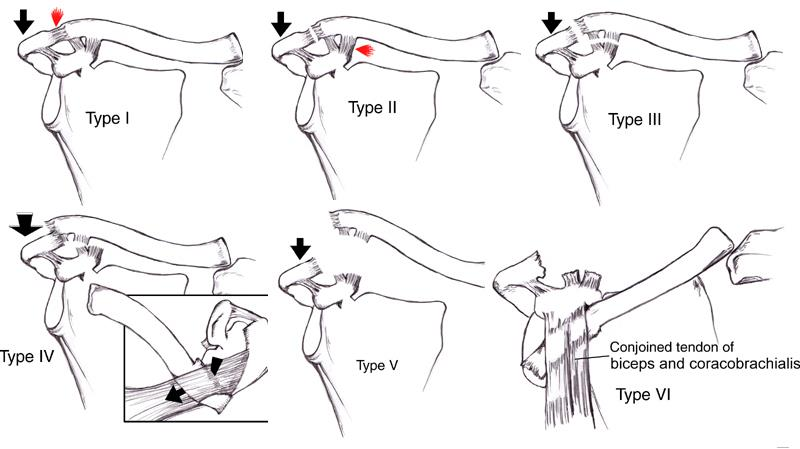 Type I
Type II
Type III
Type IV
Type V
Conjoined tendon of
biceps and coracobrachialis
Type VI